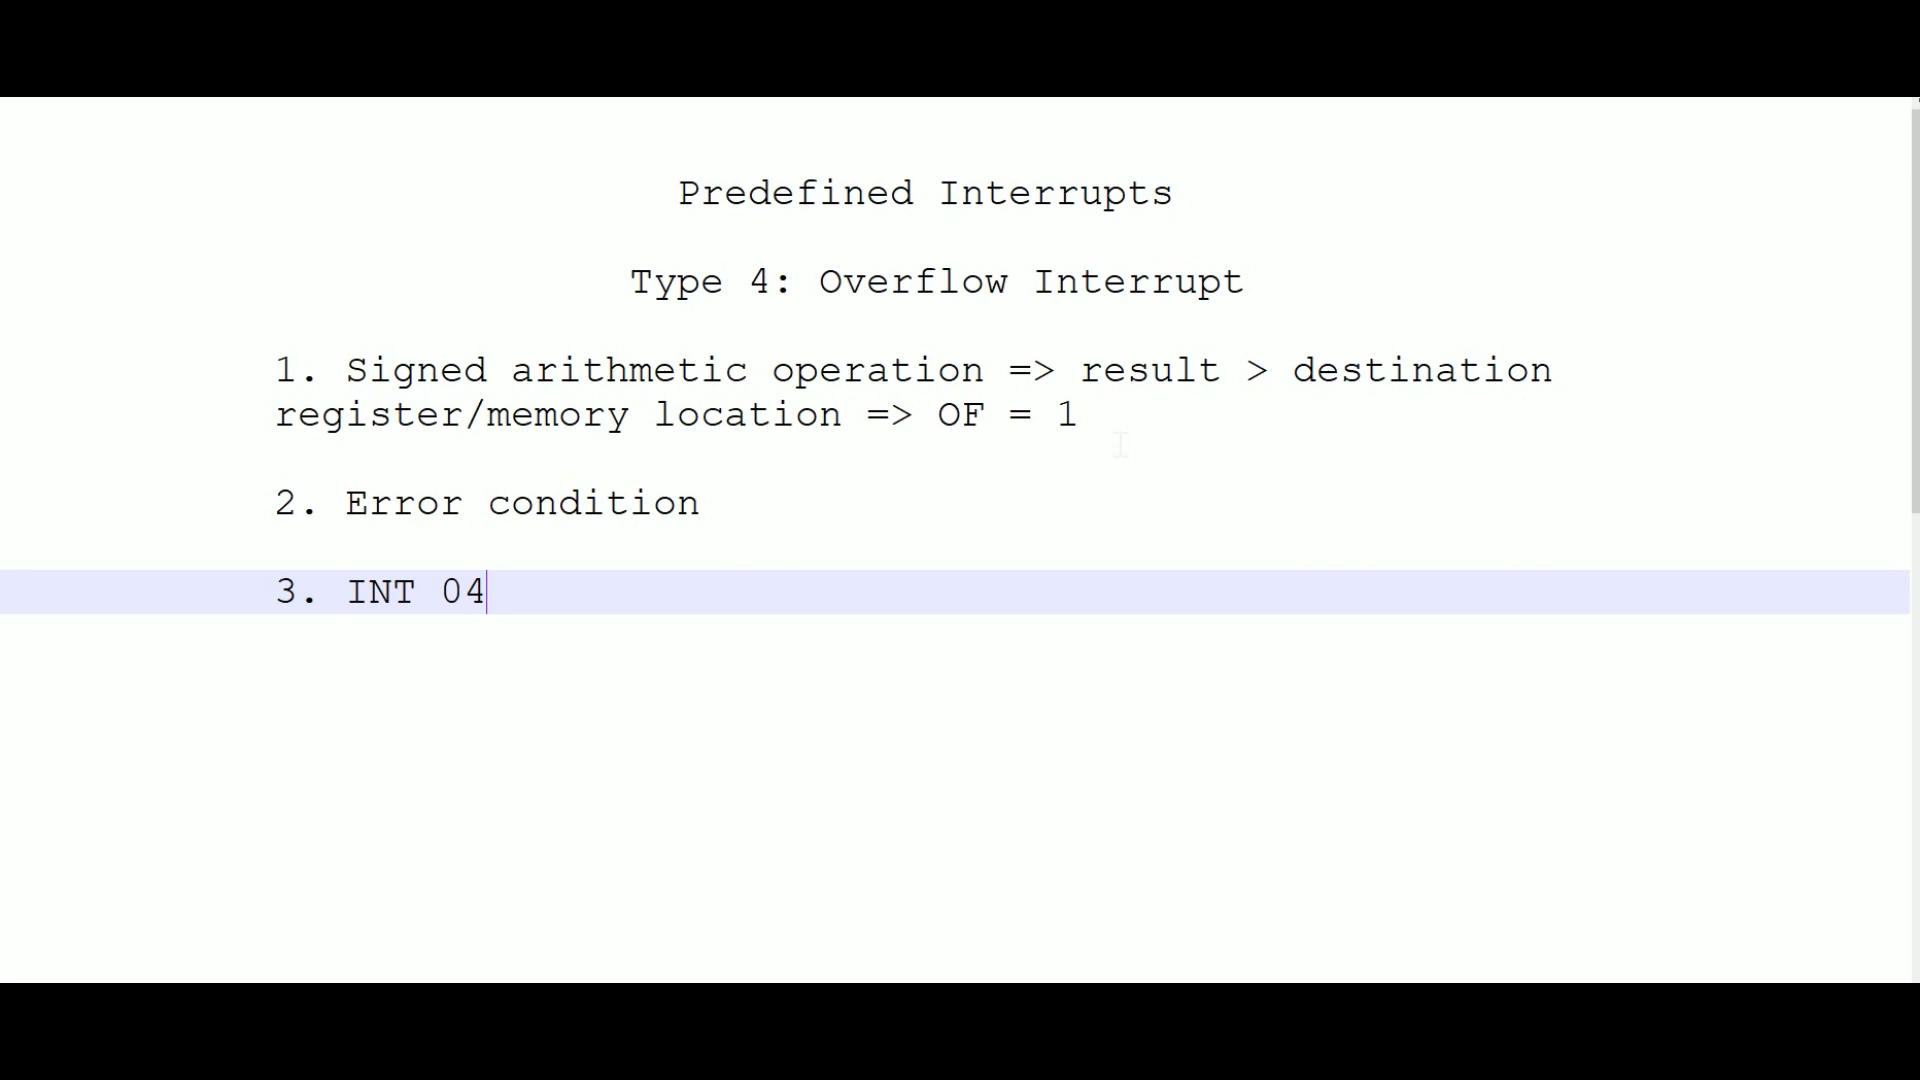 Predefined Interrupts
Type 4: Overflow Interrupt
1. Signed arithmetic operation => result > destination
register/memory location => OF = 1
2. Error condition
3. INT 04